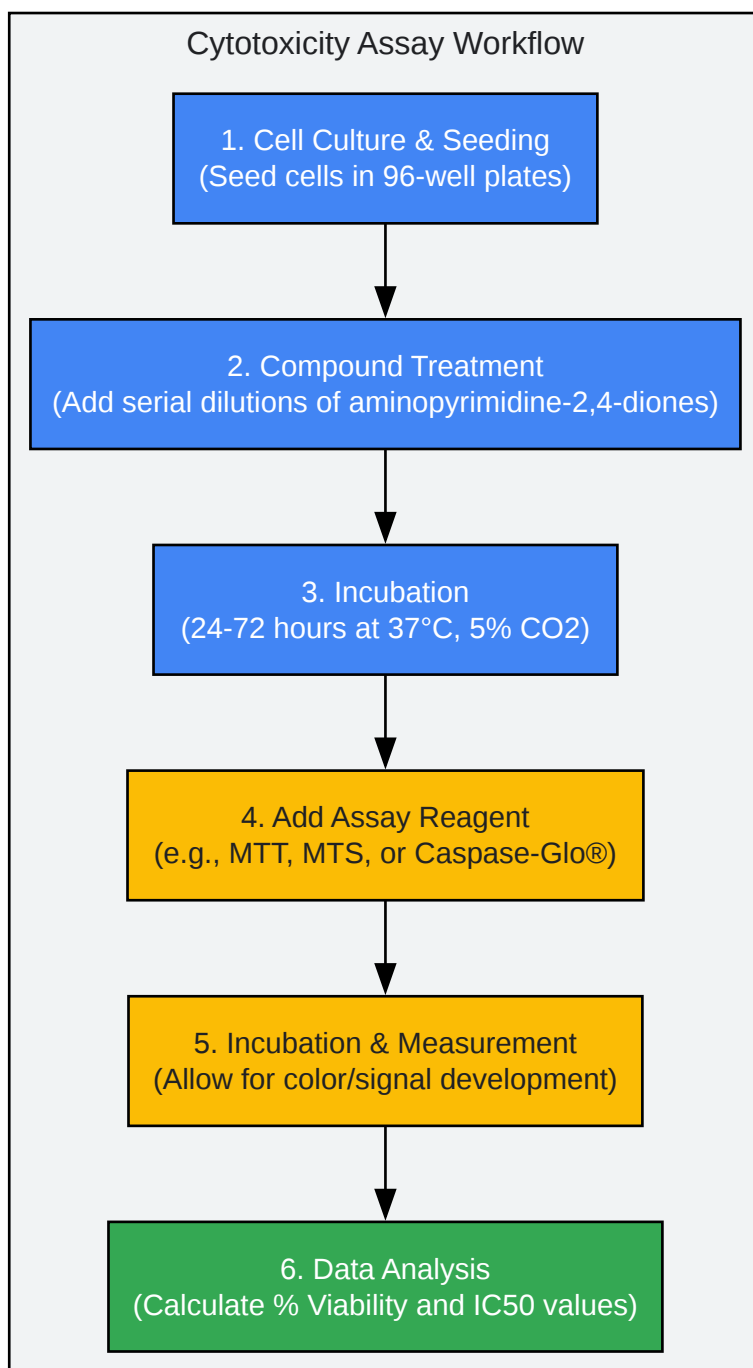 Cytotoxicity Assay Workflow
1. Cell Culture & Seeding
(Seed cells in 96-well plates)
2. Compound Treatment
(Add serial dilutions of aminopyrimidine-2,4-diones)
3. Incubation
(24-72 hours at 37°C, 5% CO2)
4. Add Assay Reagent
(e.g., MTT, MTS, or Caspase-Glo®)
5. Incubation & Measurement
(Allow for color/signal development)
6. Data Analysis
(Calculate % Viability and IC50 values)